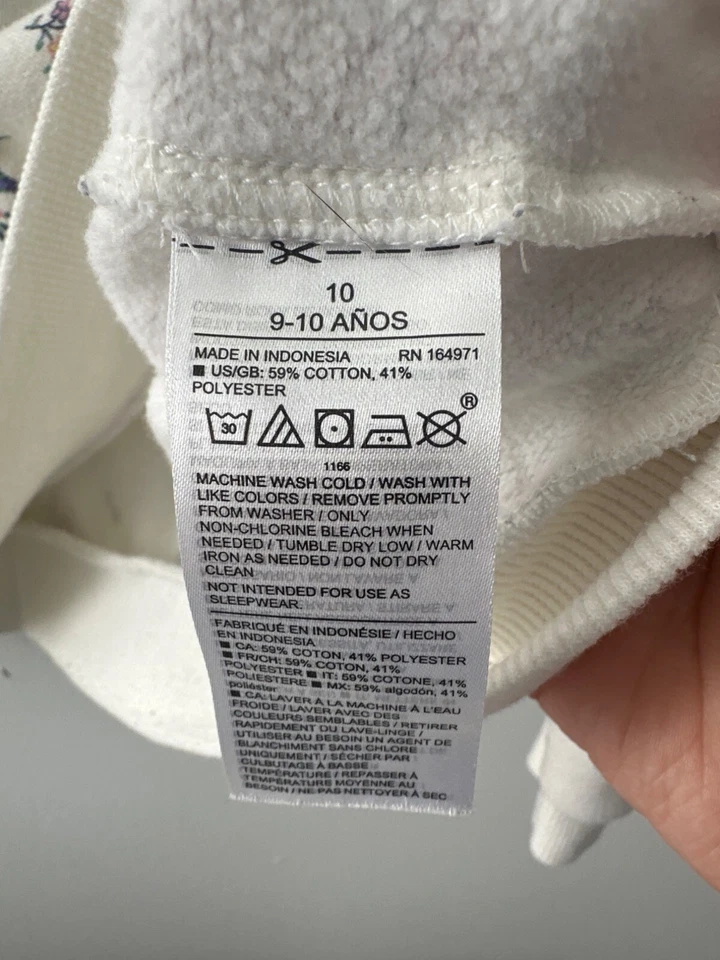 10
9-10 AÑOS
MADE IN INDONESIA RN 164971
US/GB: 59% COTTON, 41%
POLYESTER
30
®
1166
MACHINE WASH COLD / WASH WITH
LIKE COLORS / REMOVE PROMPTLY
FROM WASHER / ONLY
NON-CHLORINE BLEACH WHEN
NEEDED / TUMBLE DRY LOW / WARM
IRON AS NEEDED / DO NOT DRY
CLEAN
NOT INTENDED FOR USE AS
SLEEPWEAR.
FABRIQUÉ EN INDONÉSIE / HECHO
EN INDONESIA
CA: 59% COTON, 41% POLYESTER
FR/CH: 59% COTON, 41%
POLYESTER IT: 59% COTONE, 41%
POLIESTERE MX: 59% algodón, 41%
poliéster
CA: LAVER À LA MACHINE À L'EAU
FROIDE / LAVER AVEC DES
COULEURS SEMBLABLES / RETIRER
RAPIDEMENT DU LAVE-LINGE /
UTILISER AU BESOIN UN AGENT DE
BLANCHIMENT SANS CHLORE
UNIQUEMENT / SÉCHER PAR
CULBUTAGE À BASSE
TEMPÉRATURE / REPASSER À
TEMPÉRATURE MOYENNE AU
BESOIN / NE PAS NETTOYER À SEC